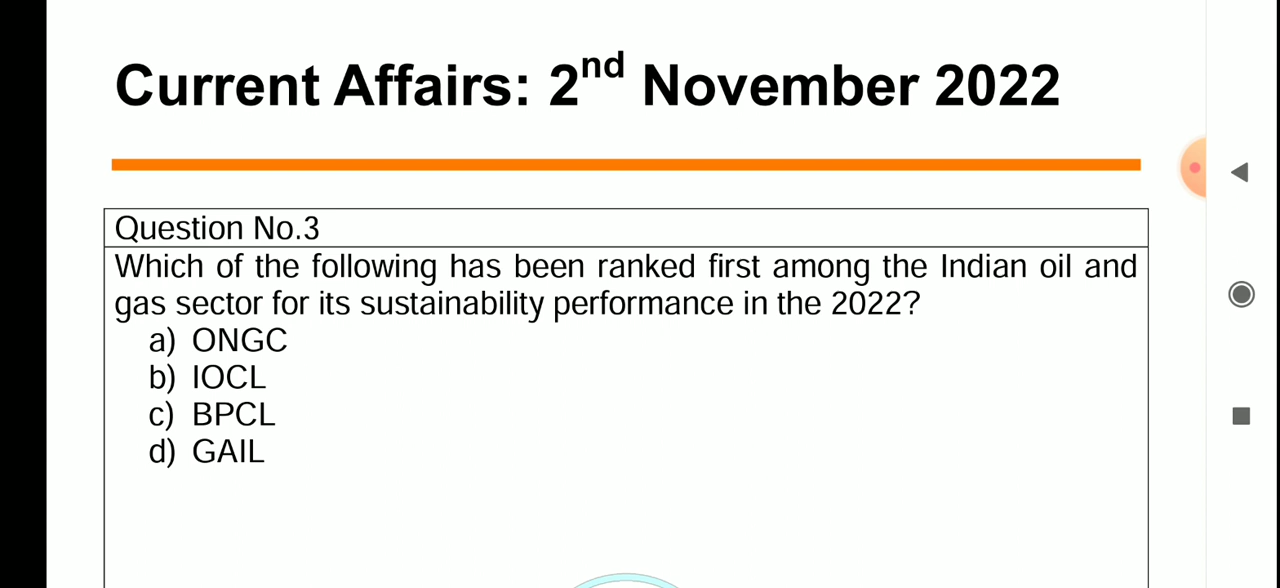 Current Affairs: 2nd November 2022
Question No.3
Which of the following has been ranked first among the Indian oil and
gas sector for its sustainability performance in the 2022?
a) ONGC
b) IOCL
c) BPCL
d) GAIL